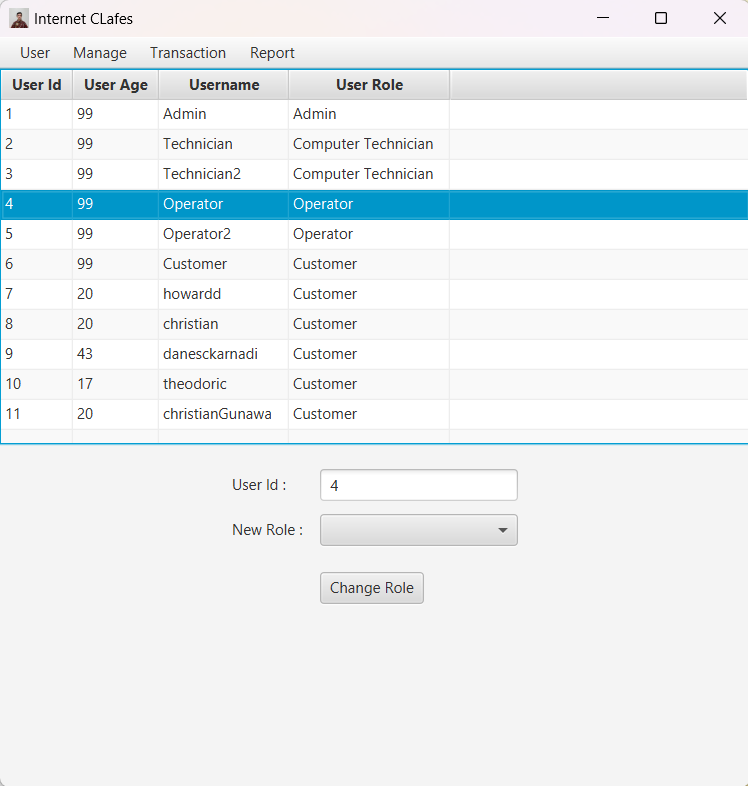 Internet CLafes
User Manage Transaction Report
User Id User Age Username User Role
1 99 Admin Admin
2 99 Technician Computer Technician
3 99 Technician2 Computer Technician
4 99 Operator Operator
5 99 Operator2 Operator
6 99 Customer Customer
7 20 howardd Customer
8 20 christian Customer
9 43 danesckarnadi Customer
10 17 theodoric Customer
11 20 christianGunawa Customer
User Id : 4
New Role :
Change Role